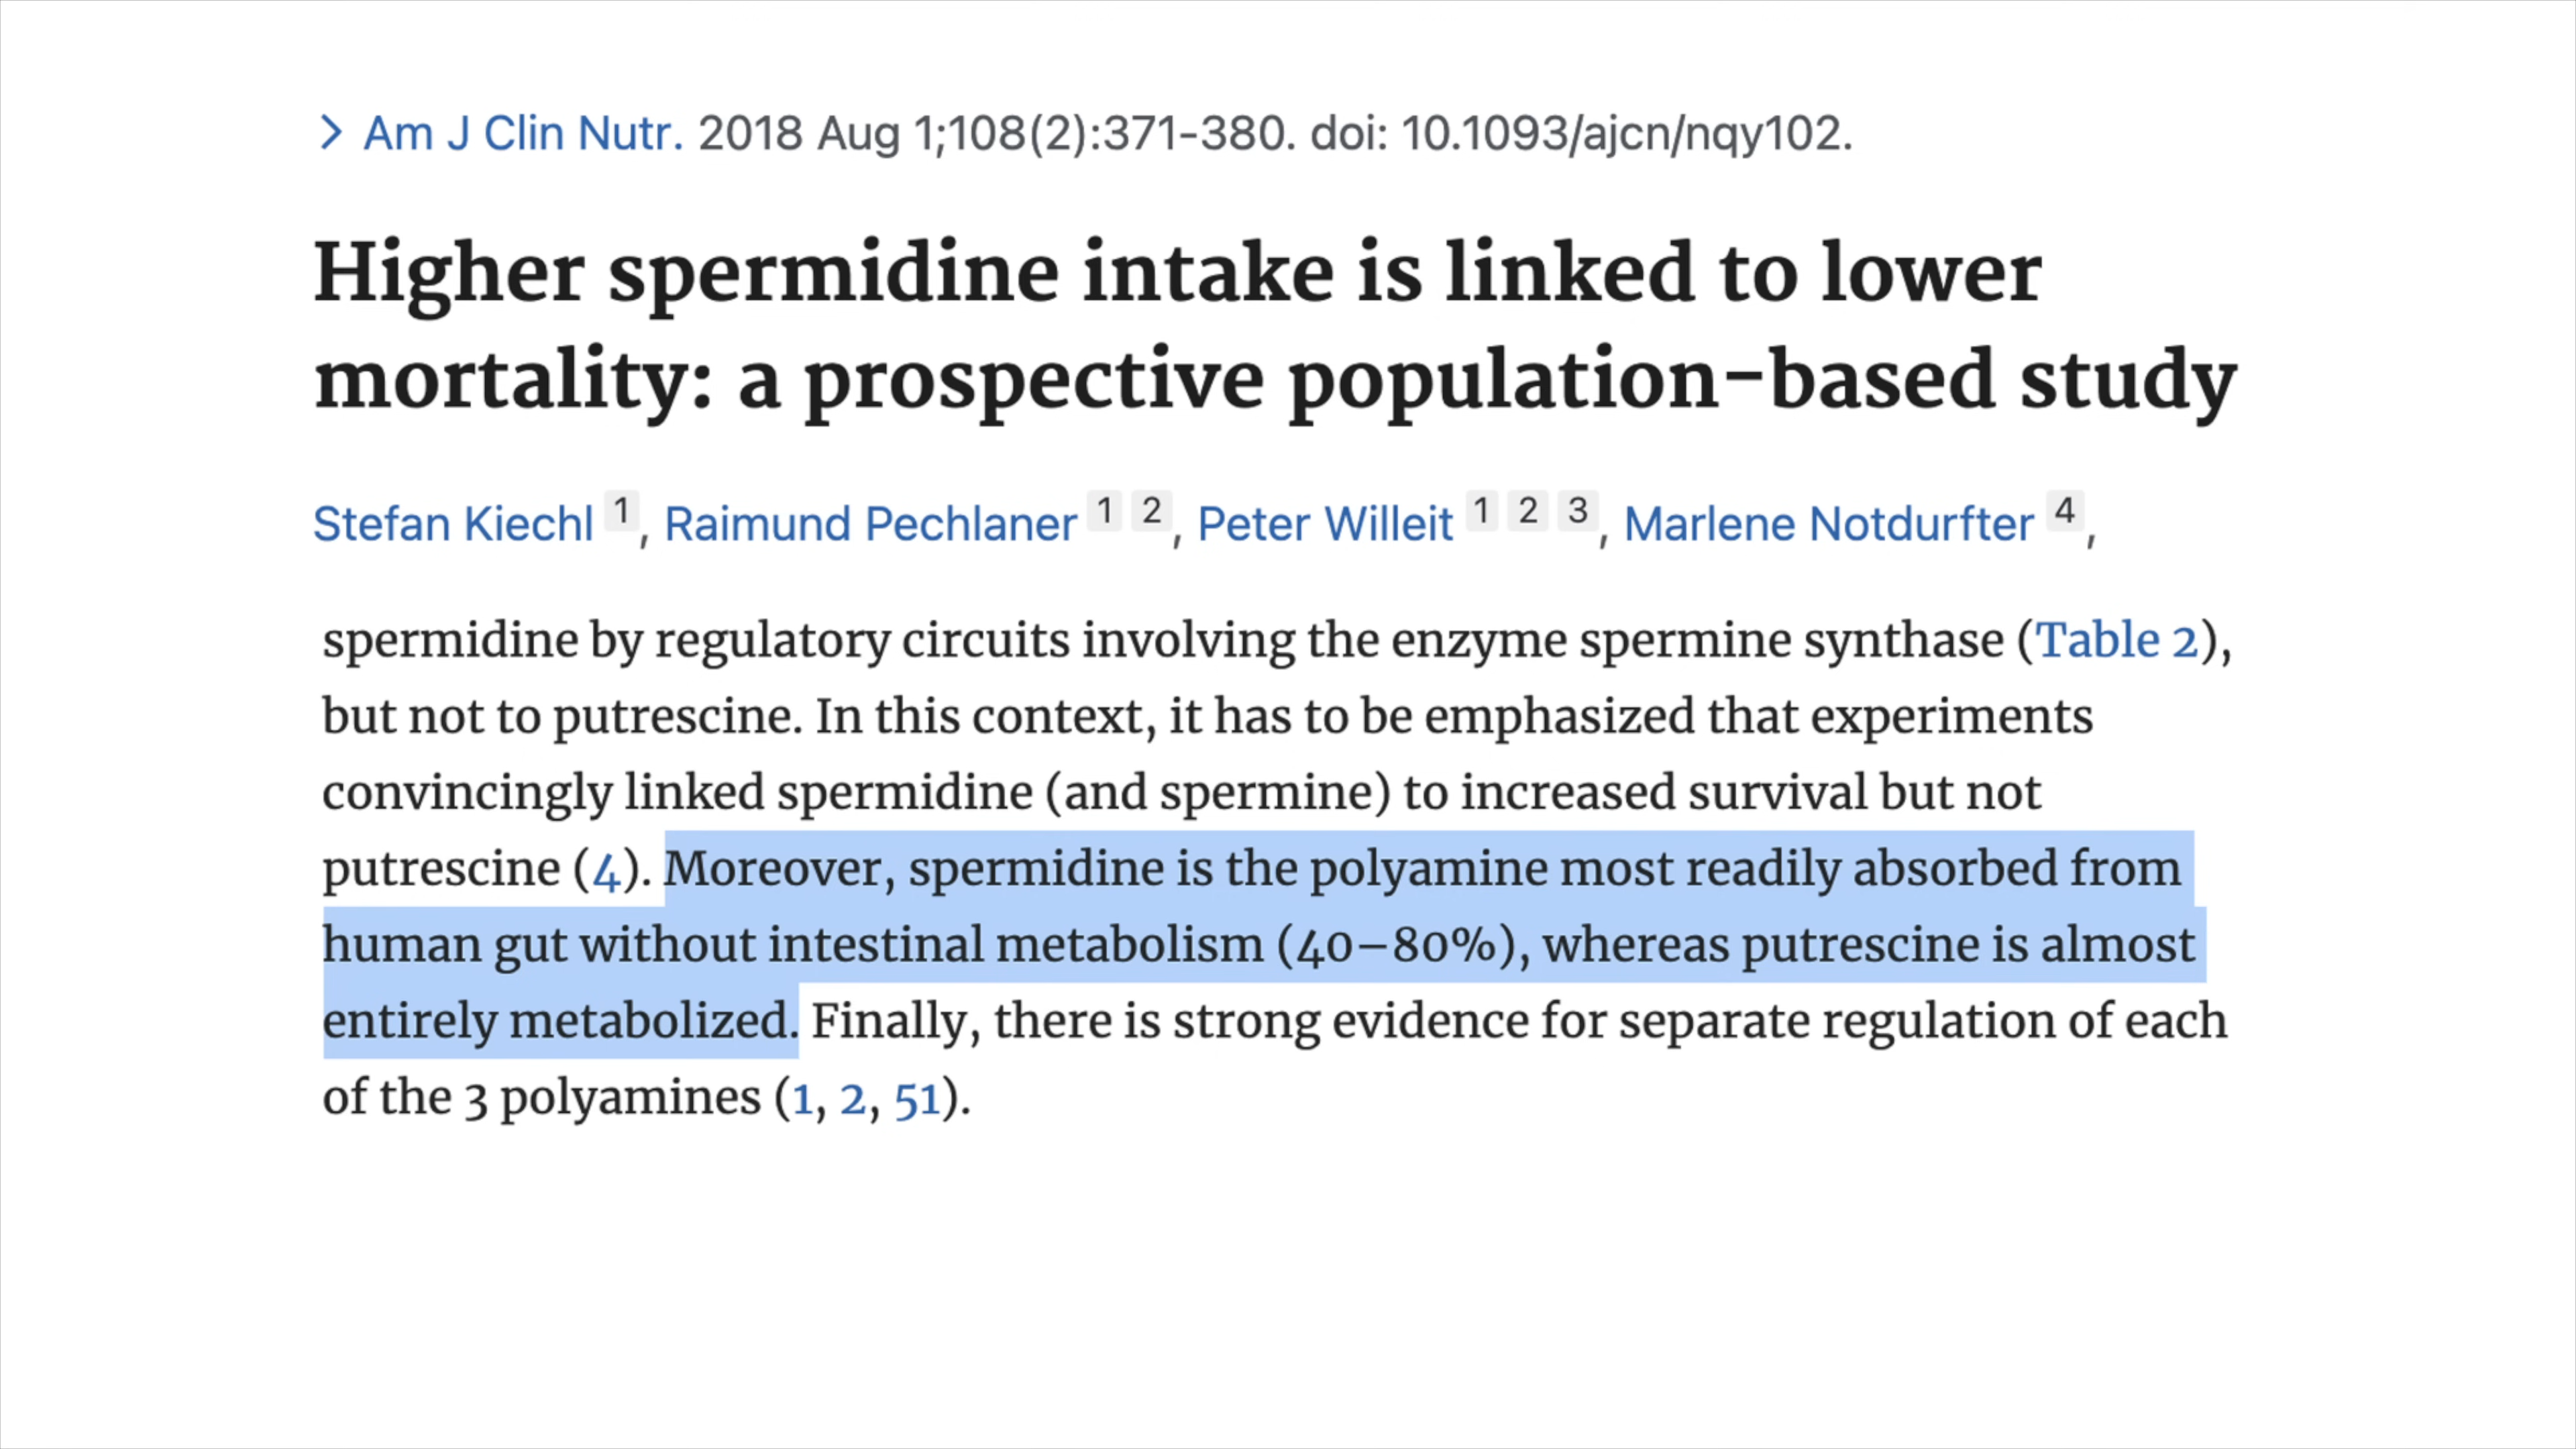 > Am J Clin Nutr. 2018 Aug 1;108(2):371-380. doi: 10.1093/ajcn/nqy102.
Higher spermidine intake is linked to lower
mortality: a prospective population-based study
Stefan Kiechl 1, Raimund Pechlaner 1 2, Peter Willeit 1 2 3, Marlene Notdurfter 4,
spermidine by regulatory circuits involving the enzyme spermine synthase (Table 2),
but not to putrescine. In this context, it has to be emphasized that experiments
convincingly linked spermidine (and spermine) to increased survival but not
putrescine (4). Moreover, spermidine is the polyamine most readily absorbed from
human gut without intestinal metabolism (40–80%), whereas putrescine is almost
entirely metabolized. Finally, there is strong evidence for separate regulation of each
of the 3 polyamines (1, 2, 51).